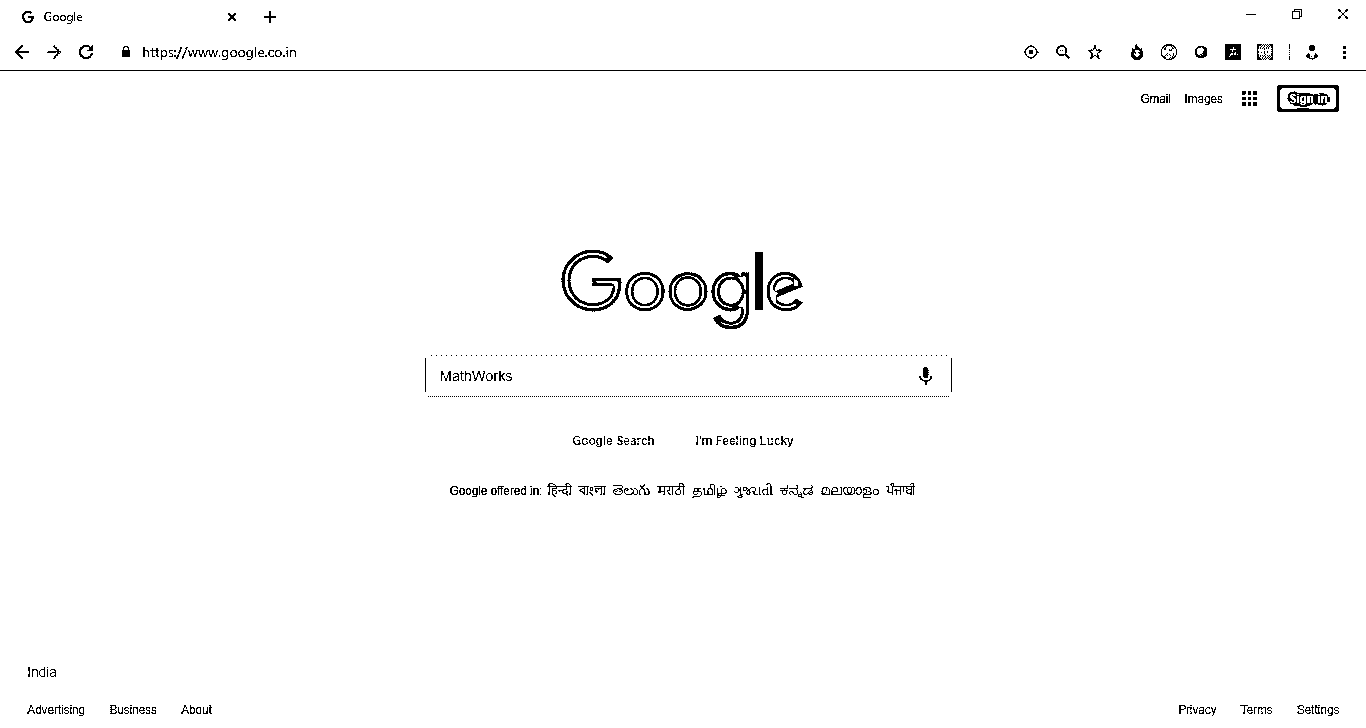 Google
https://www.google.co.in
Gmail Images Sign in
Google
MathWorks
Google Search I'm Feeling Lucky
Google offered in: हिन्दी বাংলা తెలుగు मराठी தமிழ் ગુજરાતી ಕನ್ನಡ മലയാളം ਪੰਜਾਬੀ
India
Advertising Business About Privacy Terms Settings